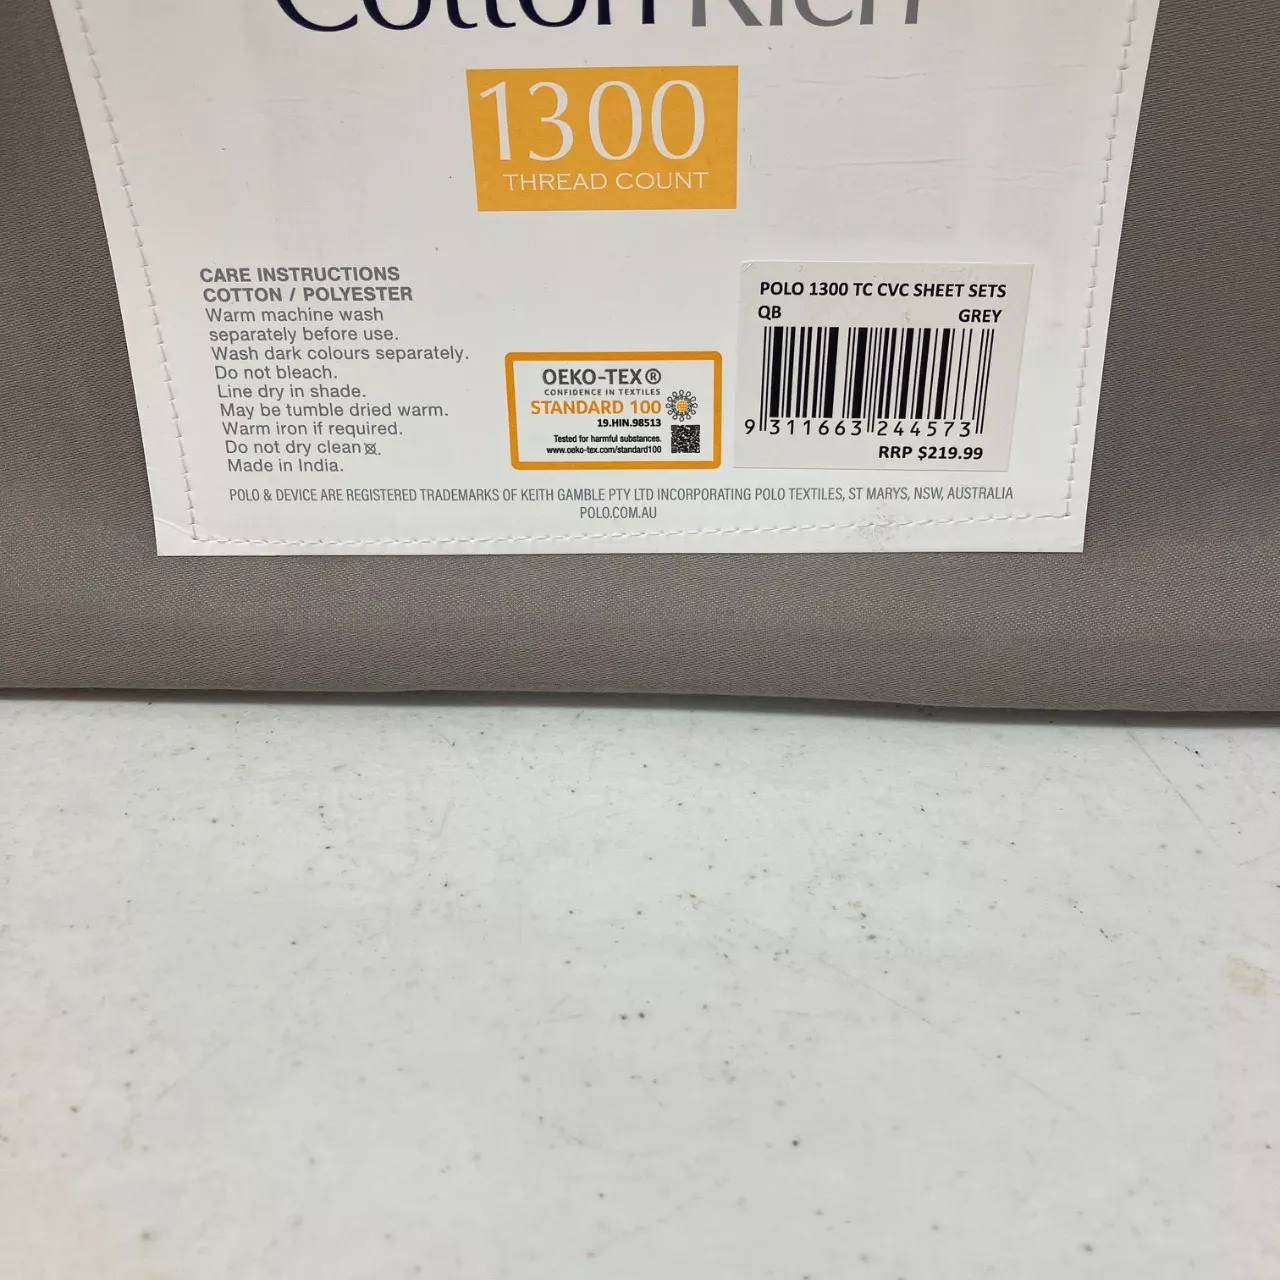 Cotton Rich
1300
THREAD COUNT
CARE INSTRUCTIONS
COTTON / POLYESTER
Warm machine wash
separately before use.
Wash dark colours separately.
Do not bleach.
Line dry in shade.
May be tumble dried warm.
Warm iron if required.
Do not dry clean
Made in India.
OEKO-TEX®
CONFIDENCE IN TEXTILES
STANDARD 100
19.HIN.98513
Tested for harmful substances.
www.oeko-tex.com/standard100
POLO 1300 TC CVC SHEET SETS
QB GREY
9 311663 244573
RRP $219.99
POLO & DEVICE ARE REGISTERED TRADEMARKS OF KEITH GAMBLE PTY LTD INCORPORATING POLO TEXTILES, ST MARYS, NSW, AUSTRALIA
POLO.COM.AU